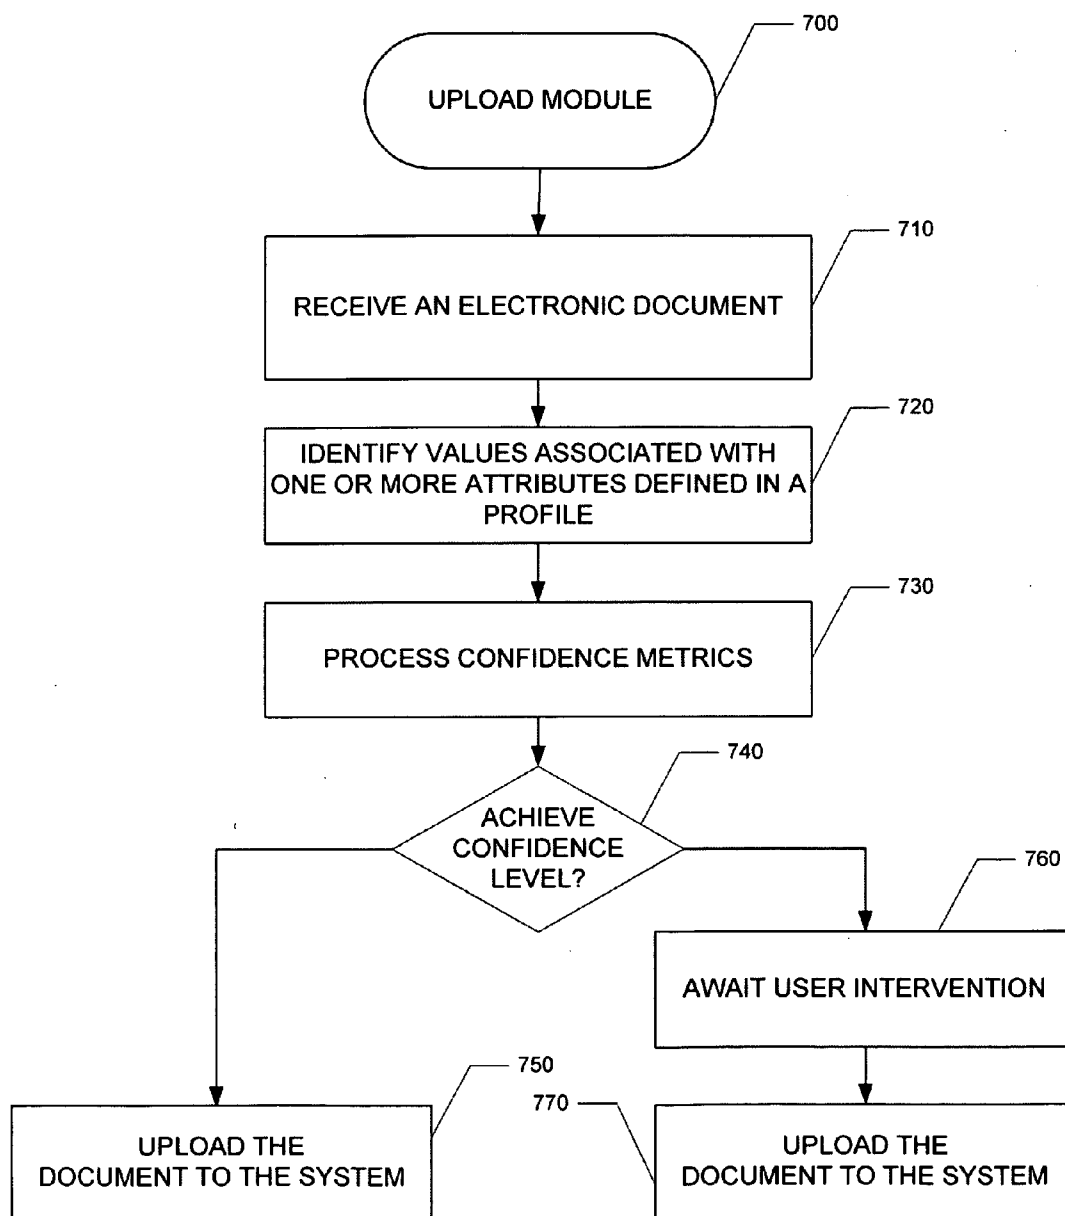 700
UPLOAD MODULE
710
RECEIVE AN ELECTRONIC DOCUMENT
720
IDENTIFY VALUES ASSOCIATED WITH
ONE OR MORE ATTRIBUTES DEFINED IN A
PROFILE
730
PROCESS CONFIDENCE METRICS
740
ACHIEVE
CONFIDENCE
LEVEL?
760
AWAIT USER INTERVENTION
750
UPLOAD THE
DOCUMENT TO THE SYSTEM
770
UPLOAD THE
DOCUMENT TO THE SYSTEM